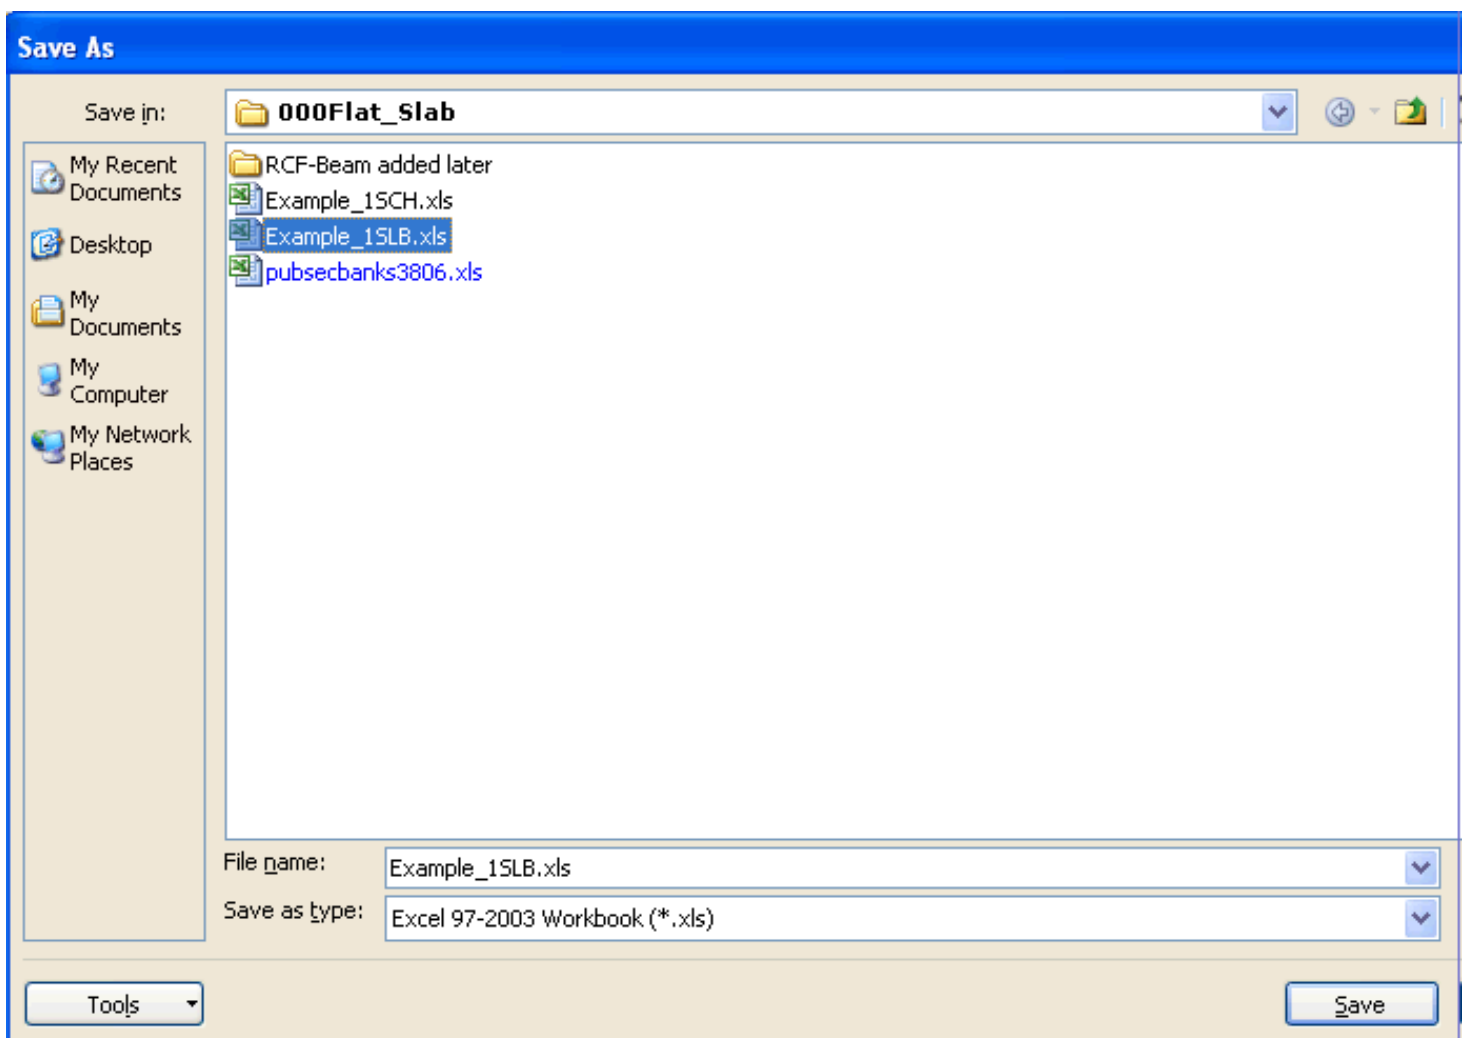 Save As
Save in:
000Flat_Slab
My Recent
Documents
Desktop
My
Documents
My
Computer
My Network
Places
RCF-Beam added later
Example_1SCH.xls
Example_1SLB.xls
pubsecbanks3806.xls
File name:
Example_1SLB.xls
Save as type:
Excel 97-2003 Workbook (*.xls)
Tools
Save